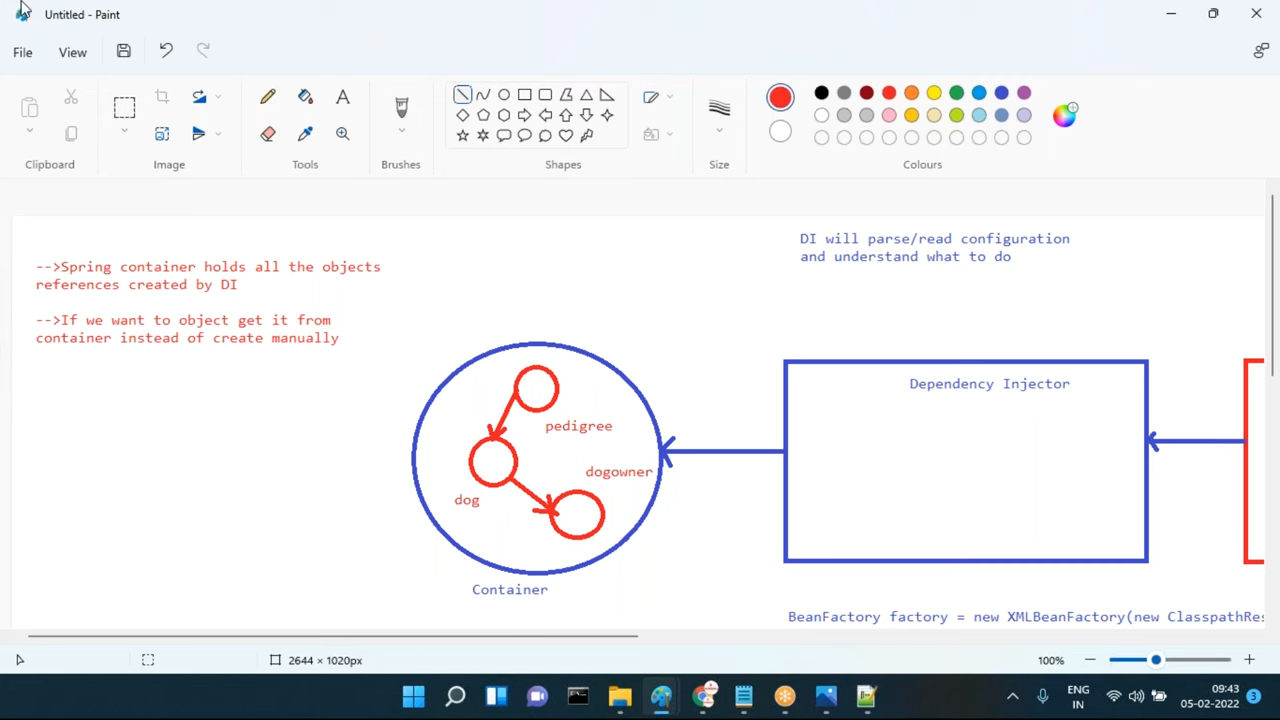 Untitled - Paint
File
View
Clipboard
Image
Tools
Brushes
Shapes
Size
Colours
DI will parse/read configuration
and understand what to do
-->Spring container holds all the objects
references created by DI
-->If we want to object get it from
container instead of create manually
Dependency Injector
pedigree
dogowner
dog
Container
BeanFactory factory = new XMLBeanFactory(new ClasspathRes
2644 × 1020px
100%
ENG
IN
09:43
05-02-2022
3